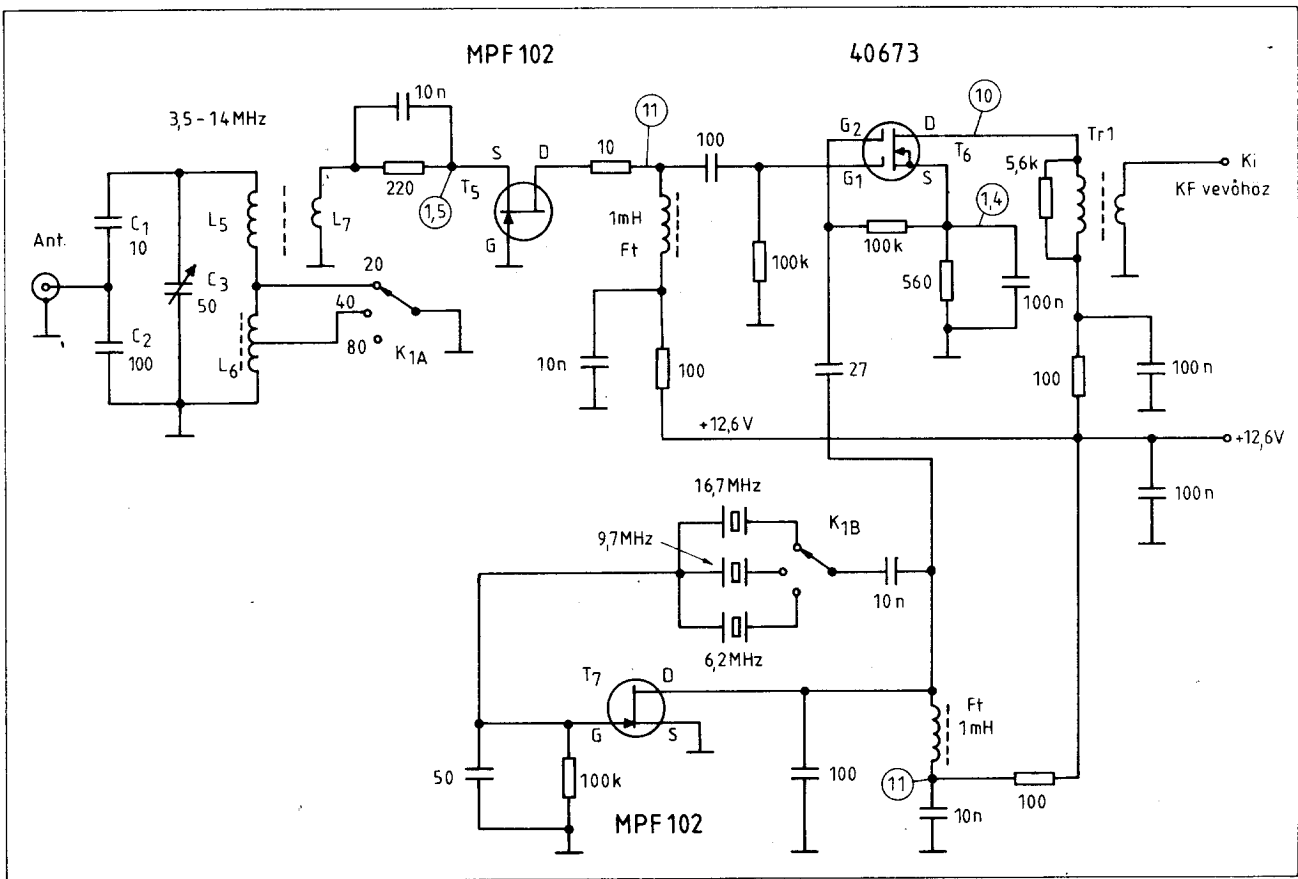 MPF102
40673
3,5-14MHz
10n
220
S
T5
1,5
D
G
10
11
100
G2
G1
D
T6
S
10
Tr1
5,6k
Ki
KF vevőhöz
Ant.
C1
10
C2
100
C3
50
L5
L6
L7
20
40
80
K1A
1mH
Ft
100k
100k
1,4
560
100n
10n
100
27
100
100n
+12,6V
+12,6V
100n
16,7MHz
9,7MHz
6,2MHz
K1B
10n
T7
D
G
S
50
100k
MPF102
100
Ft
1mH
11
10n
100